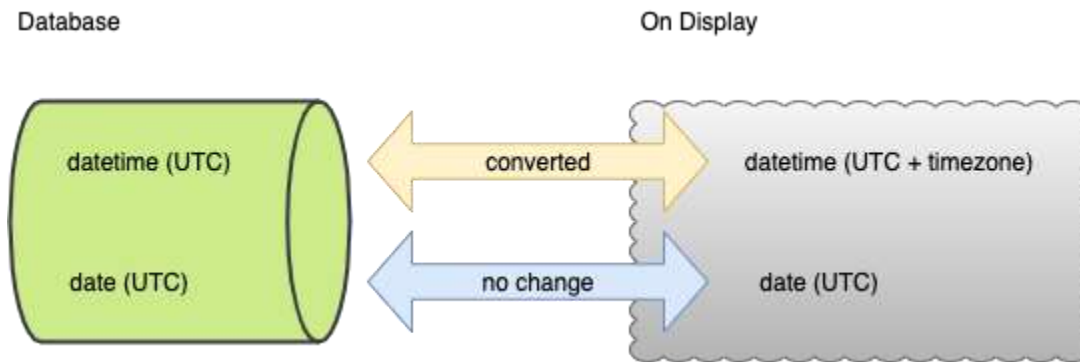 Database
On Display
datetime (UTC)
converted
datetime (UTC + timezone)
date (UTC)
no change
date (UTC)